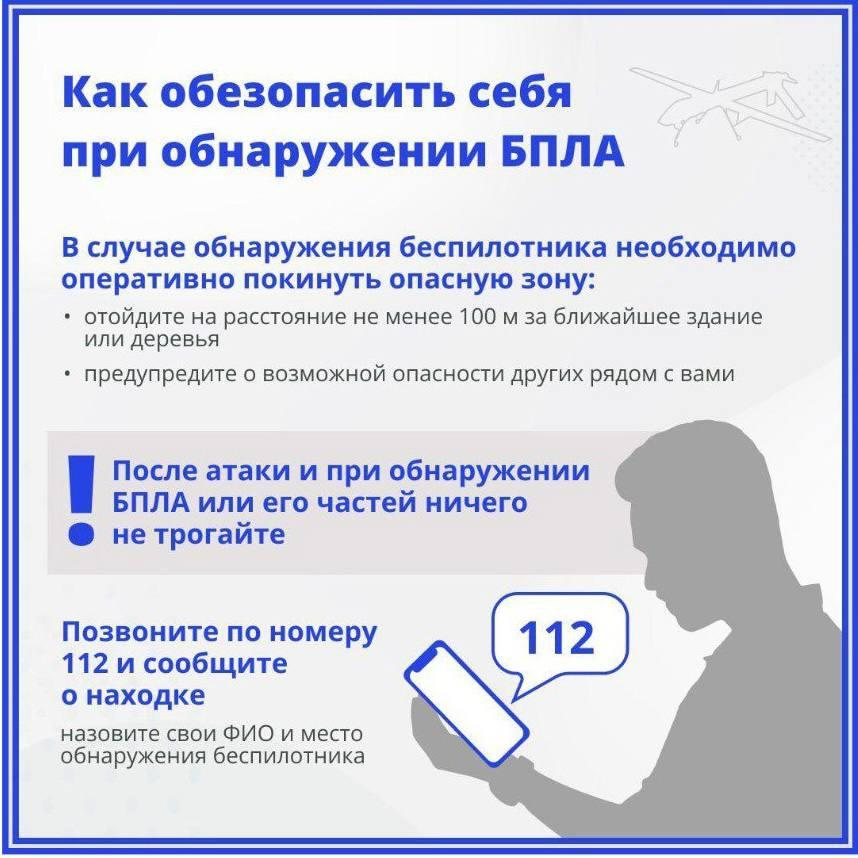 Как обезопасить себя
при обнаружении БПЛА
В случае обнаружения беспилотника необходимо
оперативно покинуть опасную зону:
• отойдите на расстояние не менее 100 м за ближайшее здание
или деревья
• предупредите о возможной опасности других рядом с вами
! После атаки и при обнаружении
БПЛА или его частей ничего
не трогайте
Позвоните по номеру
112 и сообщите
о находке
назовите свои ФИО и место
обнаружения беспилотника
112